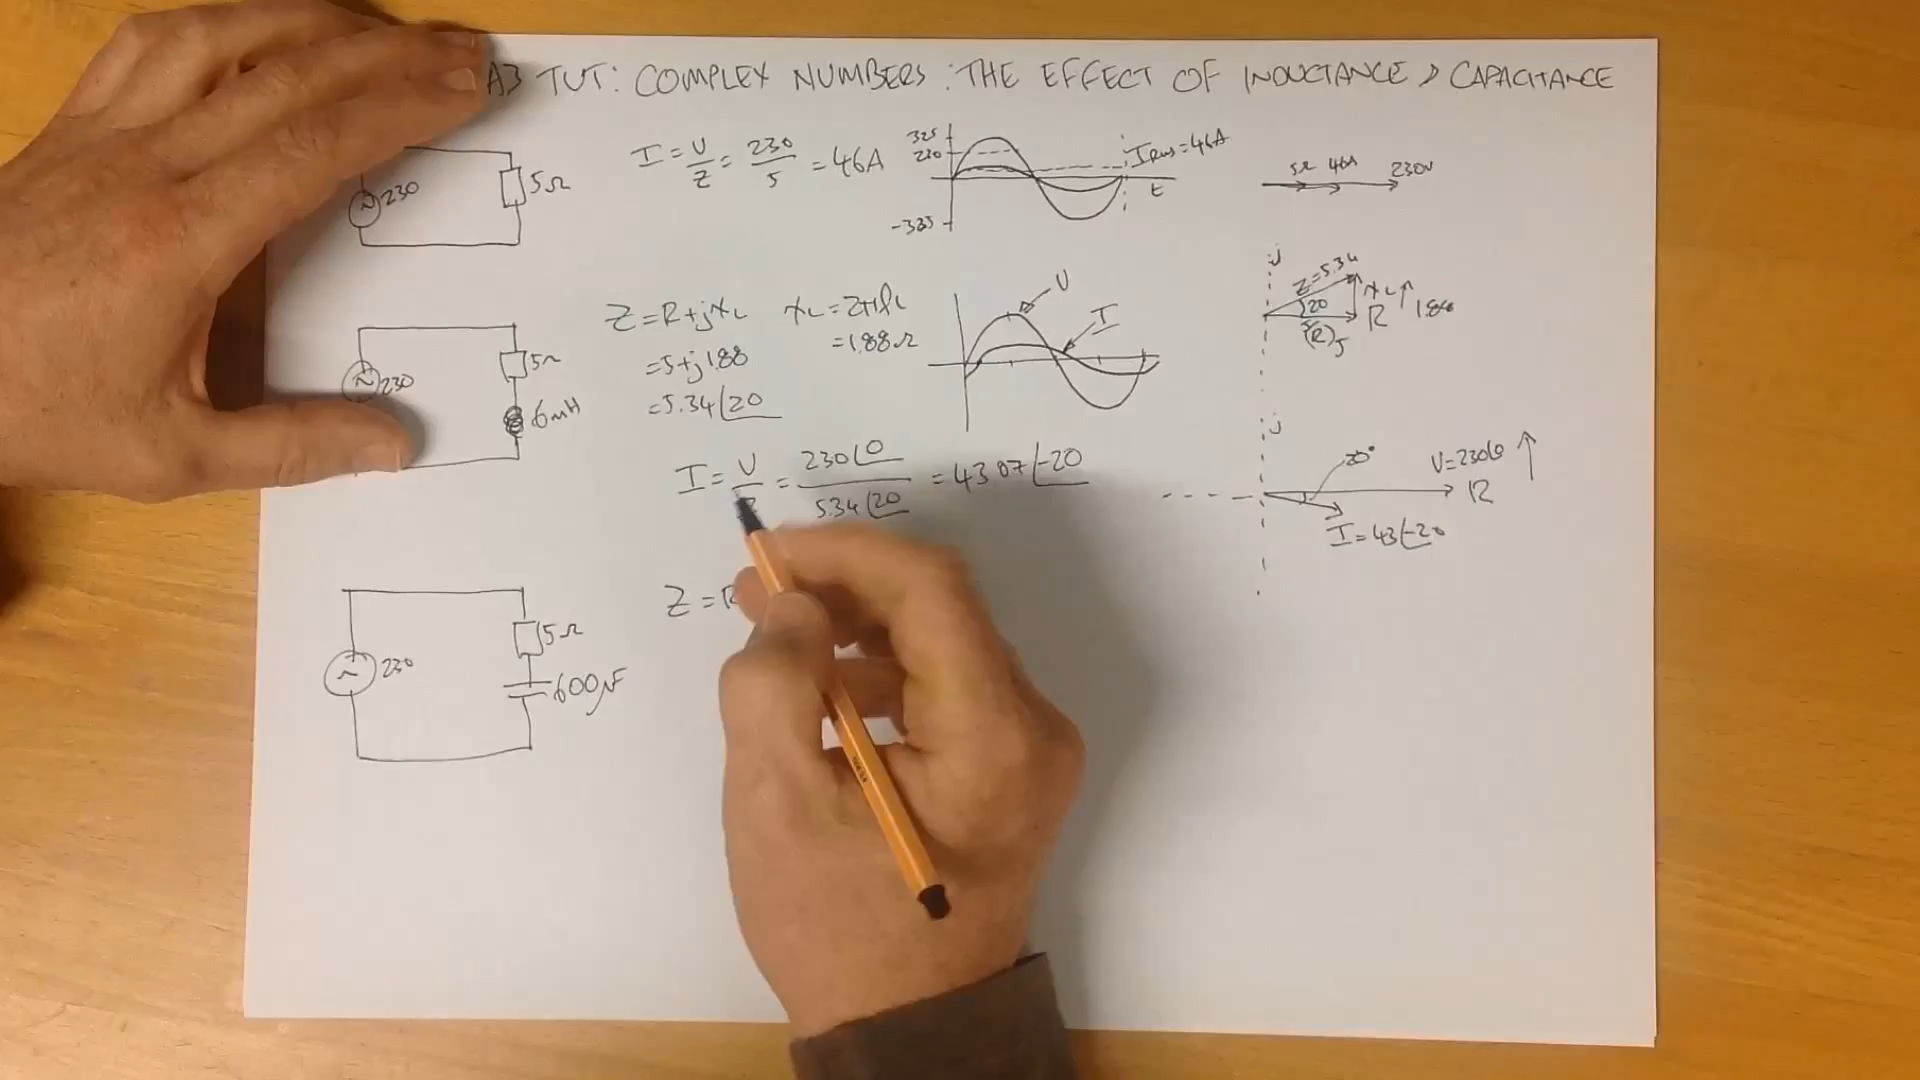 A3 TUT: COMPLEX NUMBERS: THE EFFECT OF INDUCTANCE & CAPACITANCE
~230
5Ω
I = V/Z = 230/5 = 46A
325
230
-325
t
IRMS=46A
5Ω 46A 230V
~230
5Ω
6mH
Z = R+jXL
=5+j1.88
=5.34∠20
XL = 2πfL
=1.88Ω
V
I
j
Z=5.34
20
XL
R
1.88
(R)5
I = V/Z = 230∠0/5.34∠20 = 43.07∠-20
j
20°
V=230∠0
R
I=43∠-20
~ 230
5Ω
600µF
Z = R